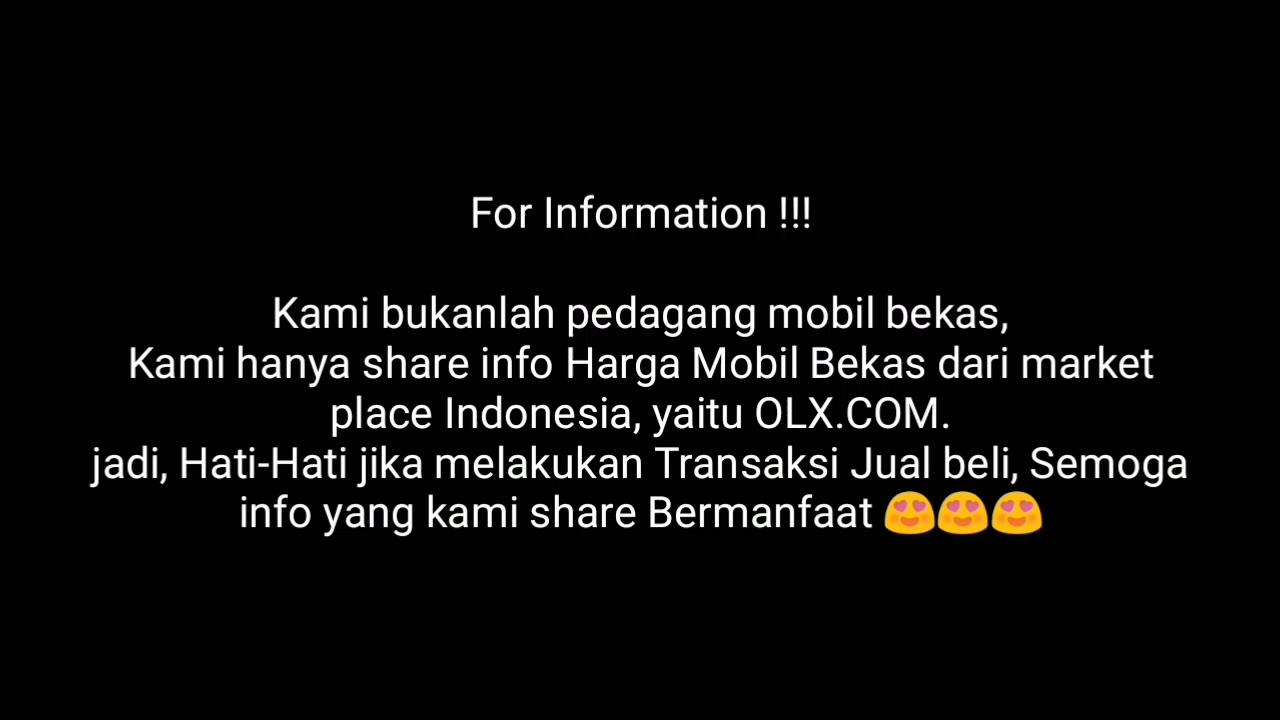 For Information !!!
Kami bukanlah pedagang mobil bekas,
Kami hanya share info Harga Mobil Bekas dari market
place Indonesia, yaitu OLX.COM.
jadi, Hati-Hati jika melakukan Transaksi Jual beli, Semoga
info yang kami share Bermanfaat 😍😍😍